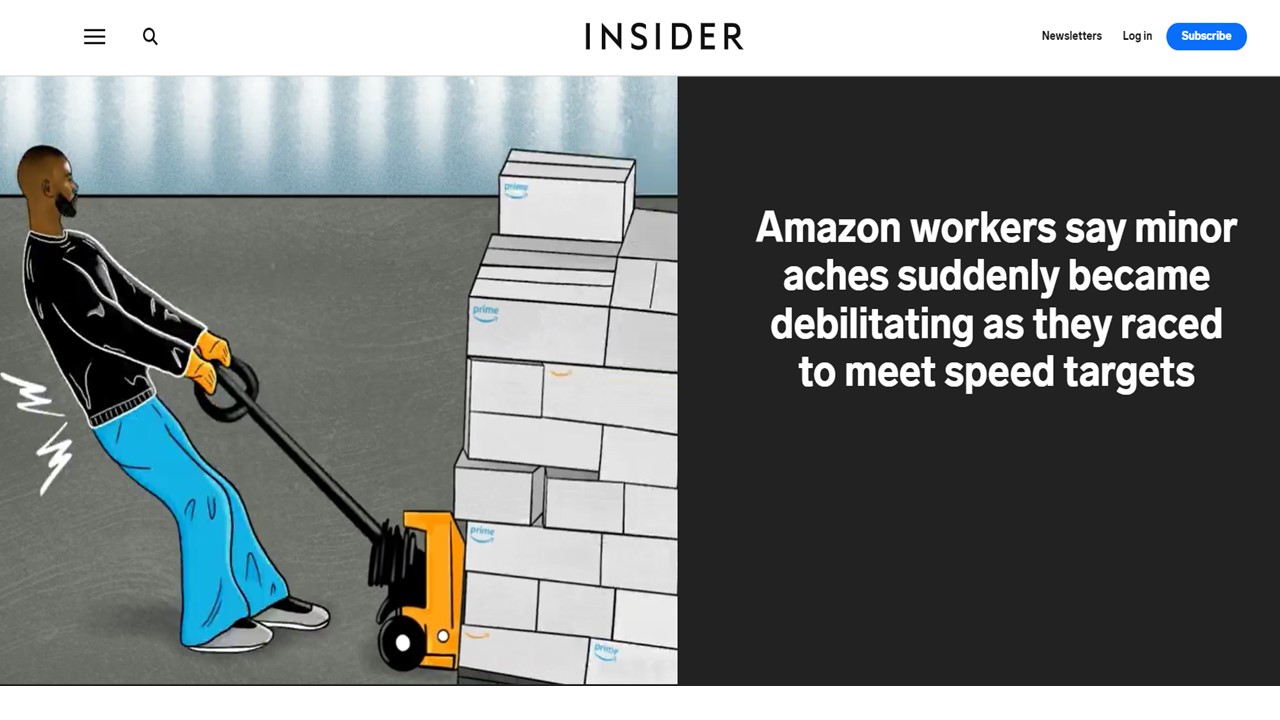 INSIDER
Newsletters
Log in
Subscribe
Amazon workers say minor
aches suddenly became
debilitating as they raced
to meet speed targets
prime
prime
prime
prime